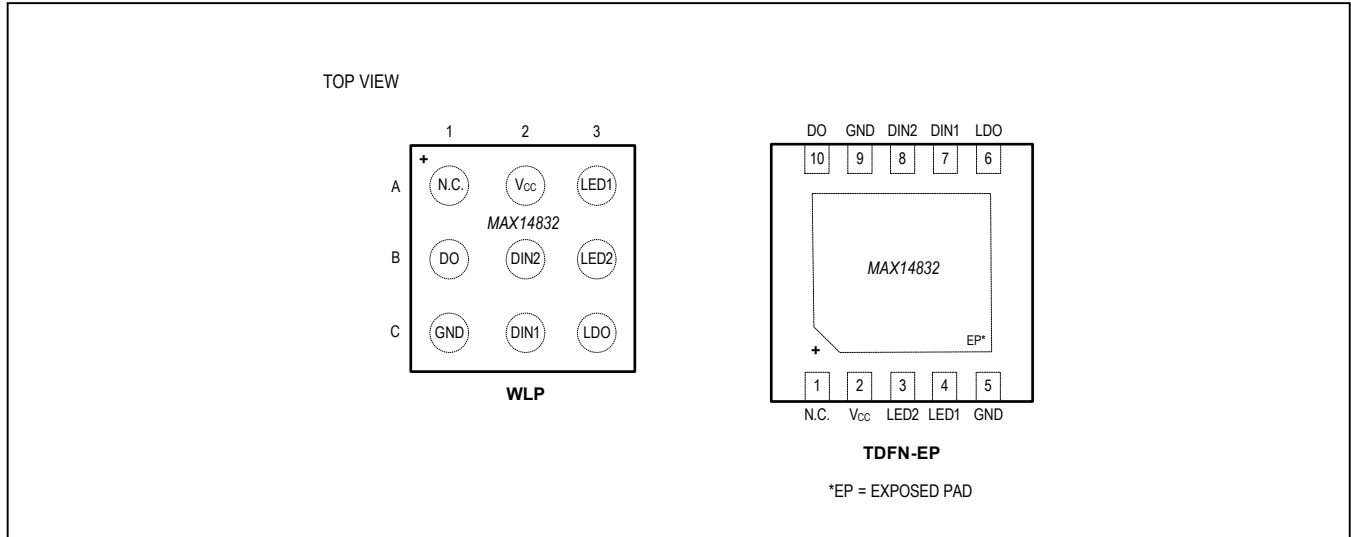 TOP VIEW
1 2 3
+
A N.C. VCC LED1
MAX14832
B DO DIN2 LED2
C GND DIN1 LDO
WLP
DO GND DIN2 DIN1 LDO
10 9 8 7 6
MAX14832
EP*
+
1 2 3 4 5
N.C. VCC LED2 LED1 GND
TDFN-EP
*EP = EXPOSED PAD